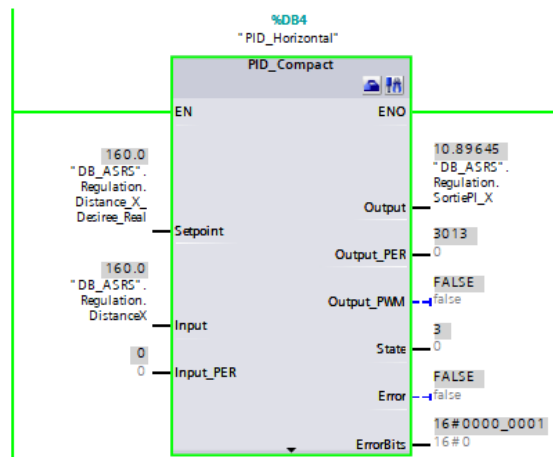 %DB4
"PID_Horizontal"
PID_Compact
EN
ENO
160.0
"DB_ASRS".
Regulation.
Distance_X_
Desiree_Real
Setpoint
160.0
"DB_ASRS".
Regulation.
DistanceX
Input
0
0
Input_PER
10.89645
"DB_ASRS".
Regulation.
SortiePI_X
Output
3013
0
Output_PER
FALSE
false
Output_PWM
3
0
State
FALSE
false
Error
16#0000_0001
16#0
ErrorBits